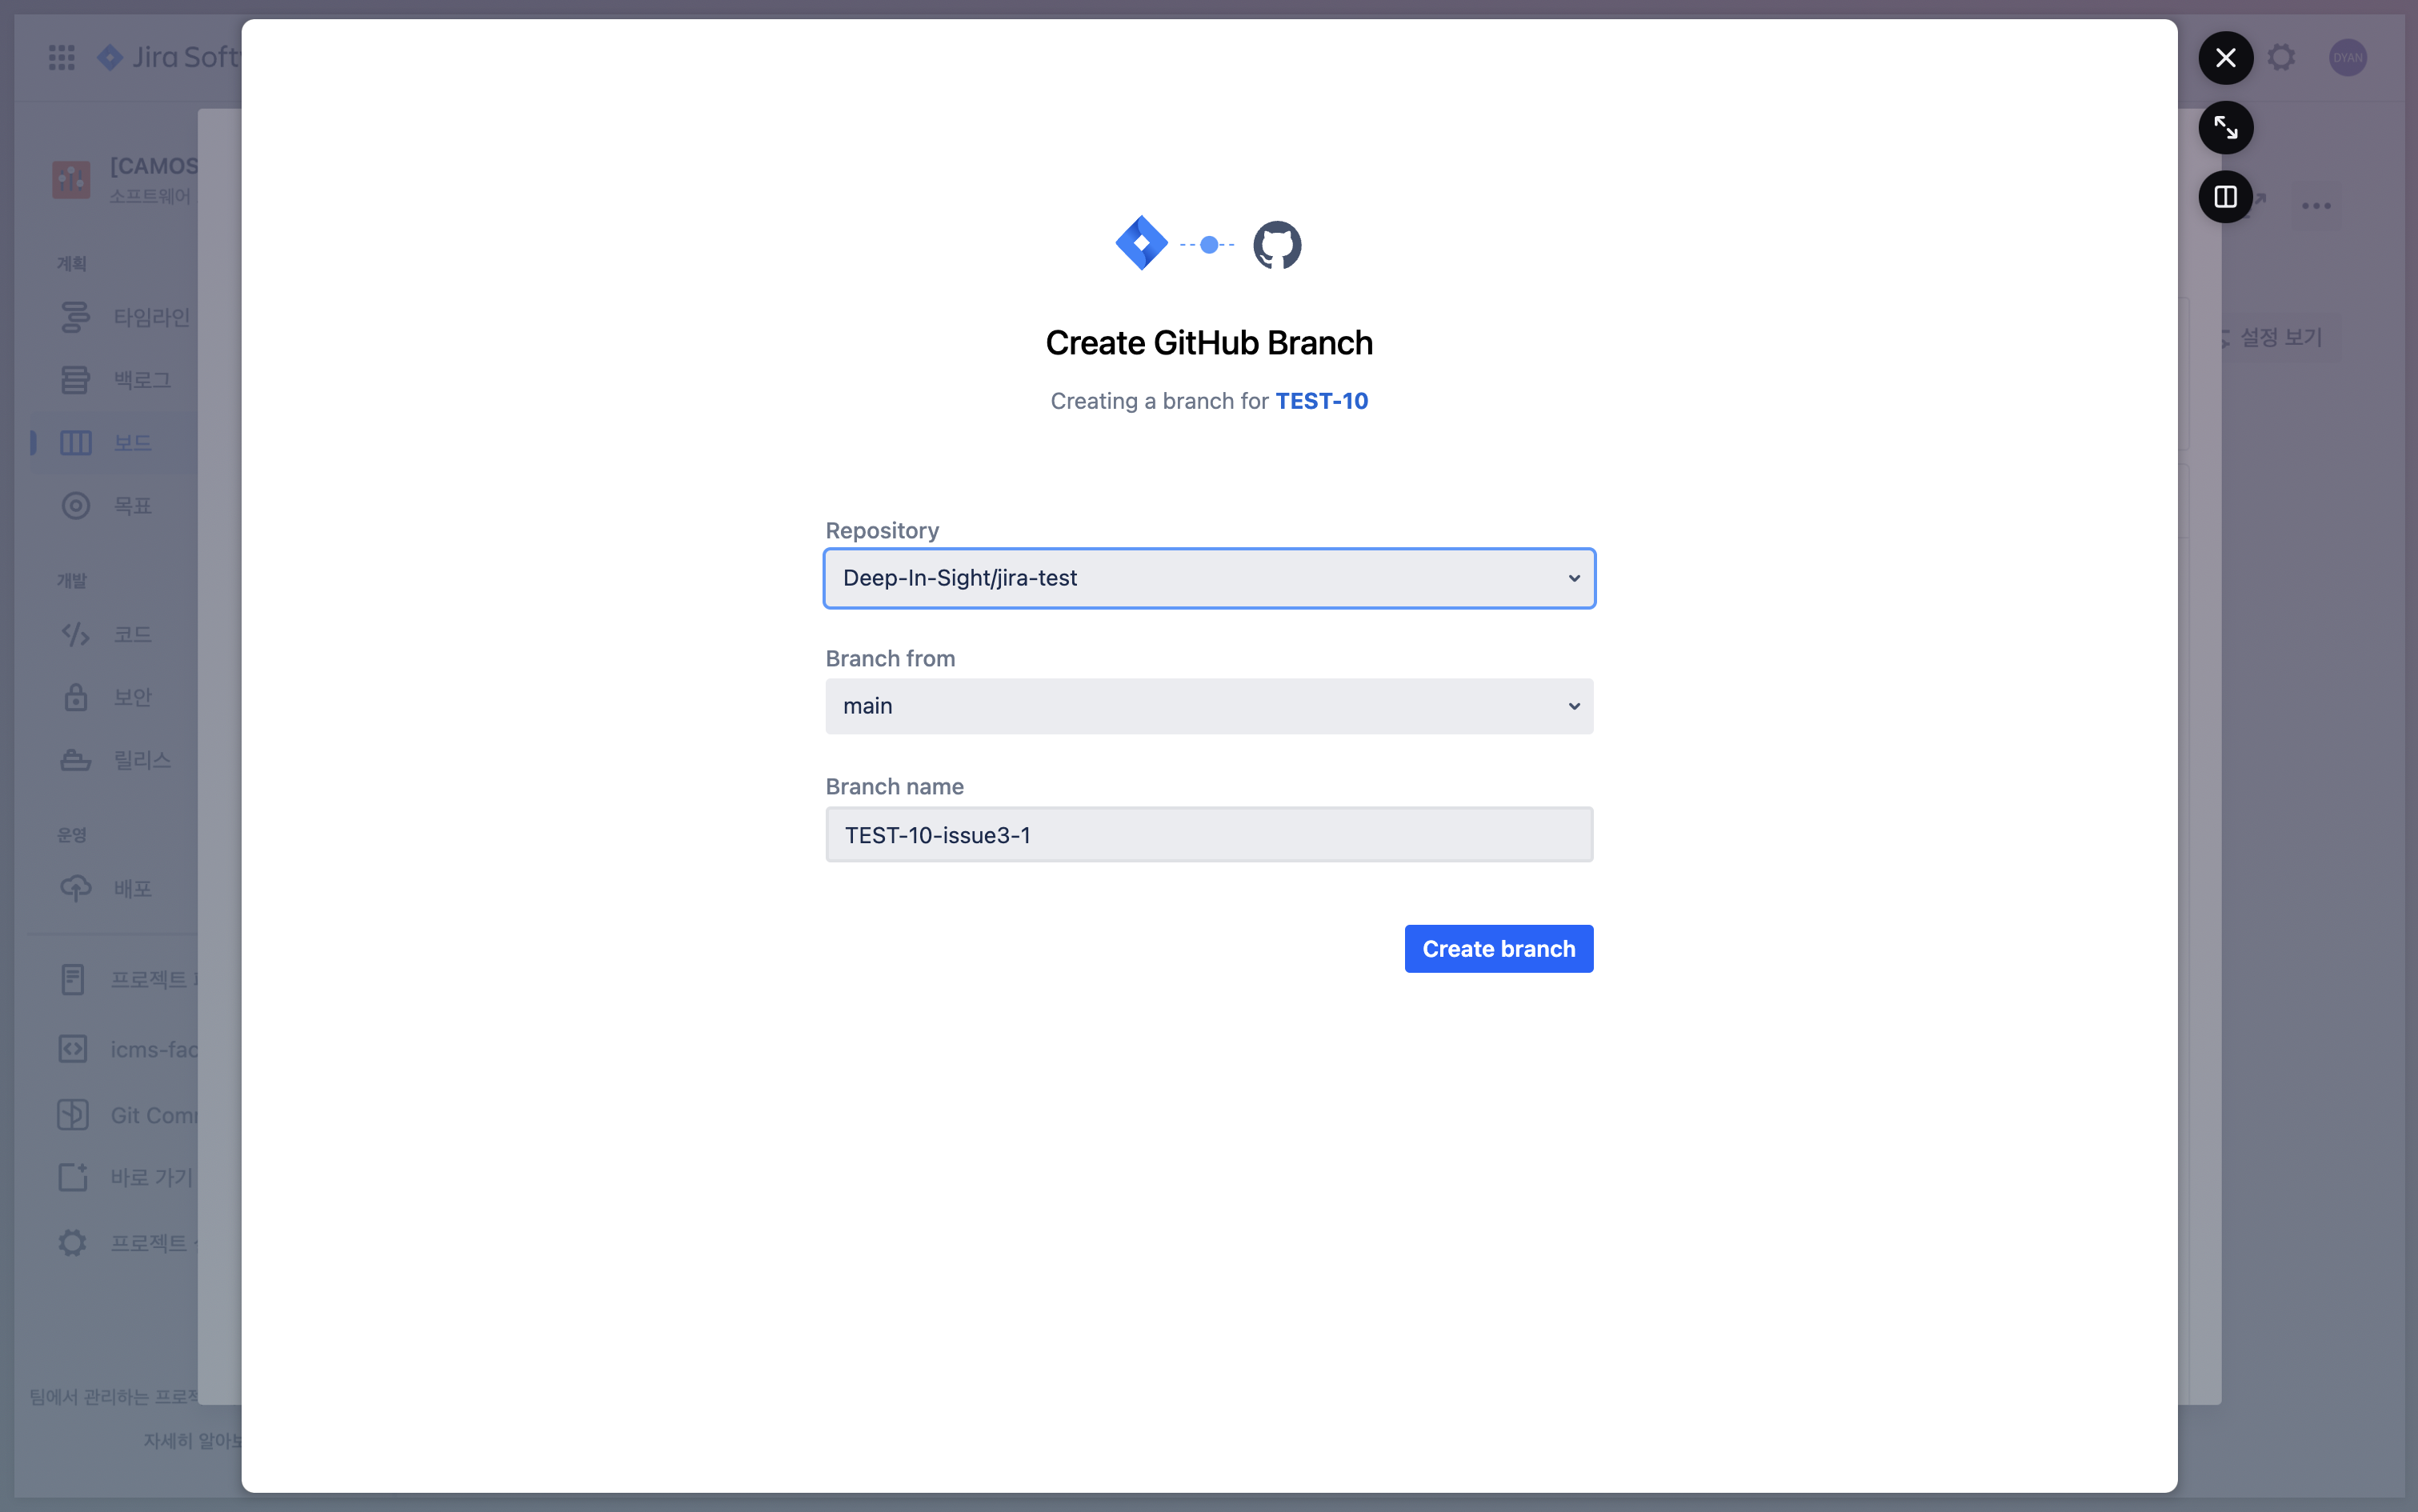 Jira Soft
DYAN
[CAMOS
소프트웨어
계획
타임라인
백로그
보드
목표
개발
코드
보안
릴리스
운영
배포
프로젝트
icms-fac
Git Com
바로 가기
프로젝트
팀에서 관리하는 프로젝
자세히 알아보
설정 보기
Create GitHub Branch
Creating a branch for TEST-10
Repository
Deep-In-Sight/jira-test
Branch from
main
Branch name
TEST-10-issue3-1
Create branch